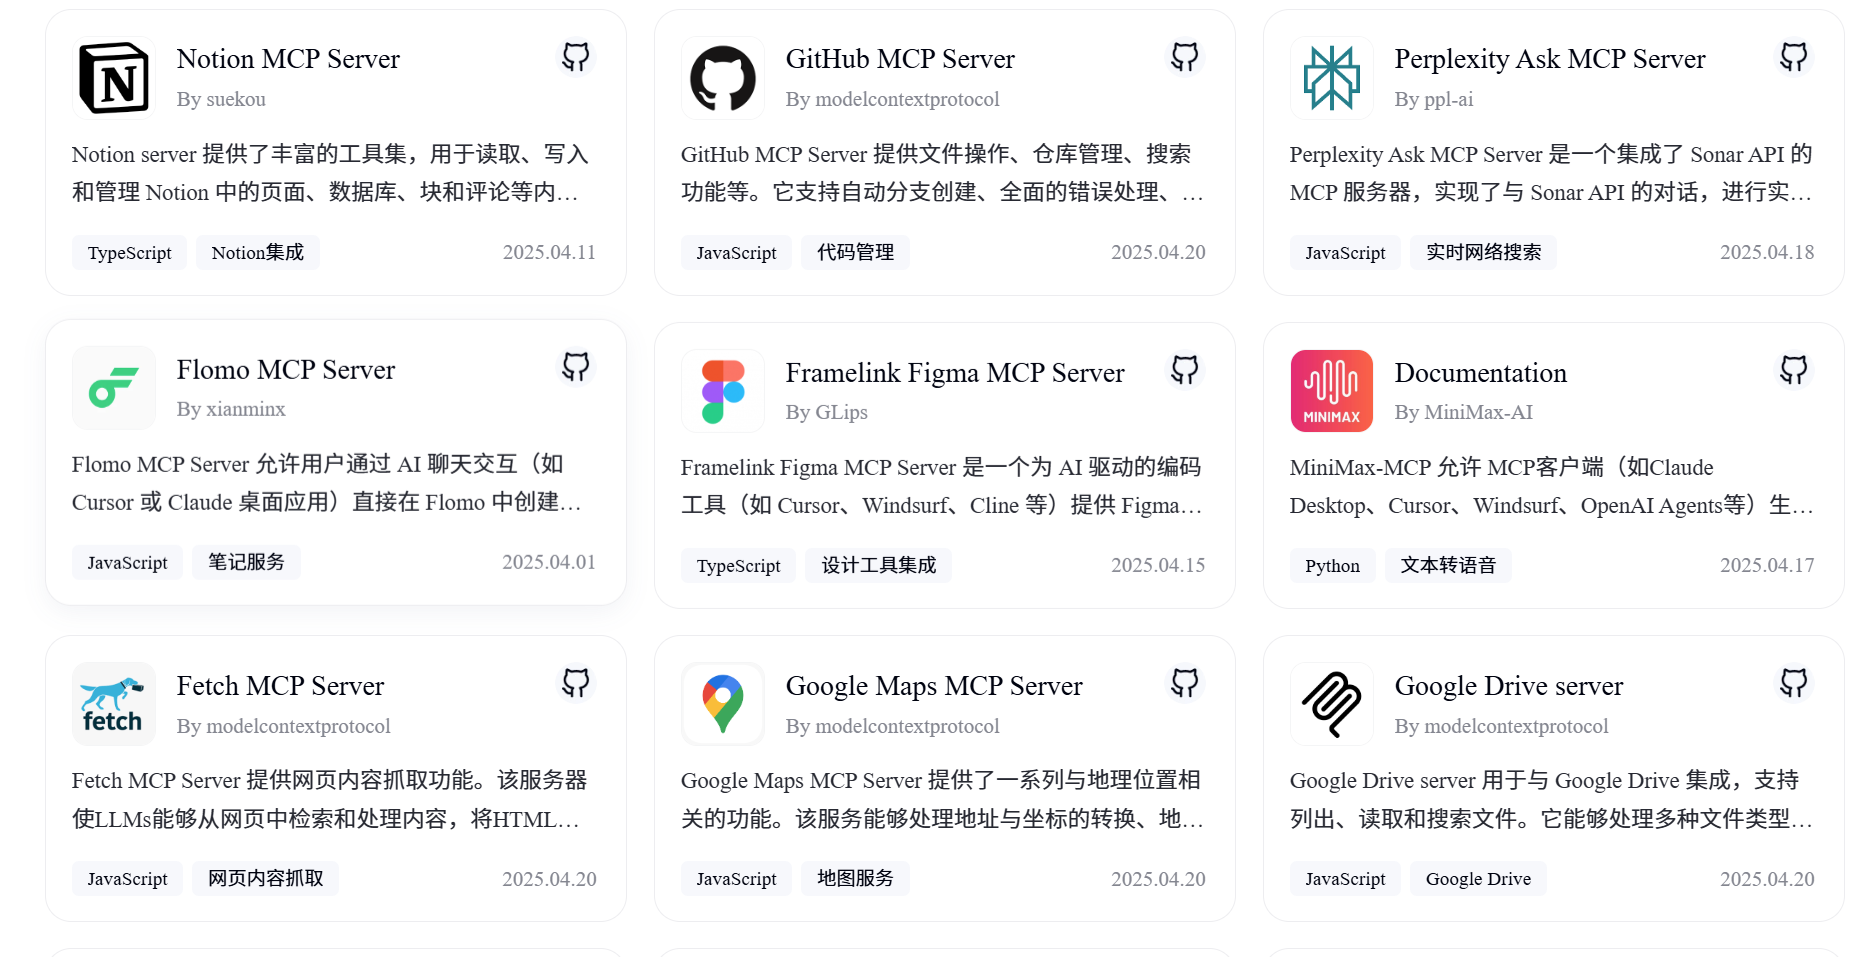 Notion MCP Server
By suekou
Notion server 提供了丰富的工具集，用于读取、写入
和管理 Notion 中的页面、数据库、块和评论等内…
TypeScript
Notion集成
2025.04.11
GitHub MCP Server
By modelcontextprotocol
GitHub MCP Server 提供文件操作、仓库管理、搜索
功能等。它支持自动分支创建、全面的错误处理、…
JavaScript
代码管理
2025.04.20
Perplexity Ask MCP Server
By ppl-ai
Perplexity Ask MCP Server 是一个集成了 Sonar API 的
MCP 服务器，实现了与 Sonar API 的对话，进行实…
JavaScript
实时网络搜索
2025.04.18
Flomo MCP Server
By xianminx
Flomo MCP Server 允许用户通过 AI 聊天交互（如
Cursor 或 Claude 桌面应用）直接在 Flomo 中创建…
JavaScript
笔记服务
2025.04.01
Framelink Figma MCP Server
By GLips
Framelink Figma MCP Server 是一个为 AI 驱动的编码
工具（如 Cursor、Windsurf、Cline 等）提供 Figma…
TypeScript
设计工具集成
2025.04.15
MINIMAX
Documentation
By MiniMax-AI
MiniMax-MCP 允许 MCP客户端（如Claude
Desktop、Cursor、Windsurf、OpenAI Agents等）生…
Python
文本转语音
2025.04.17
fetch
Fetch MCP Server
By modelcontextprotocol
Fetch MCP Server 提供网页内容抓取功能。该服务器
使LLMs能够从网页中检索和处理内容，将HTML…
JavaScript
网页内容抓取
2025.04.20
Google Maps MCP Server
By modelcontextprotocol
Google Maps MCP Server 提供了一系列与地理位置相
关的功能。该服务能够处理地址与坐标的转换、地…
JavaScript
地图服务
2025.04.20
Google Drive server
By modelcontextprotocol
Google Drive server 用于与 Google Drive 集成，支持
列出、读取和搜索文件。它能够处理多种文件类型…
JavaScript
Google Drive
2025.04.20